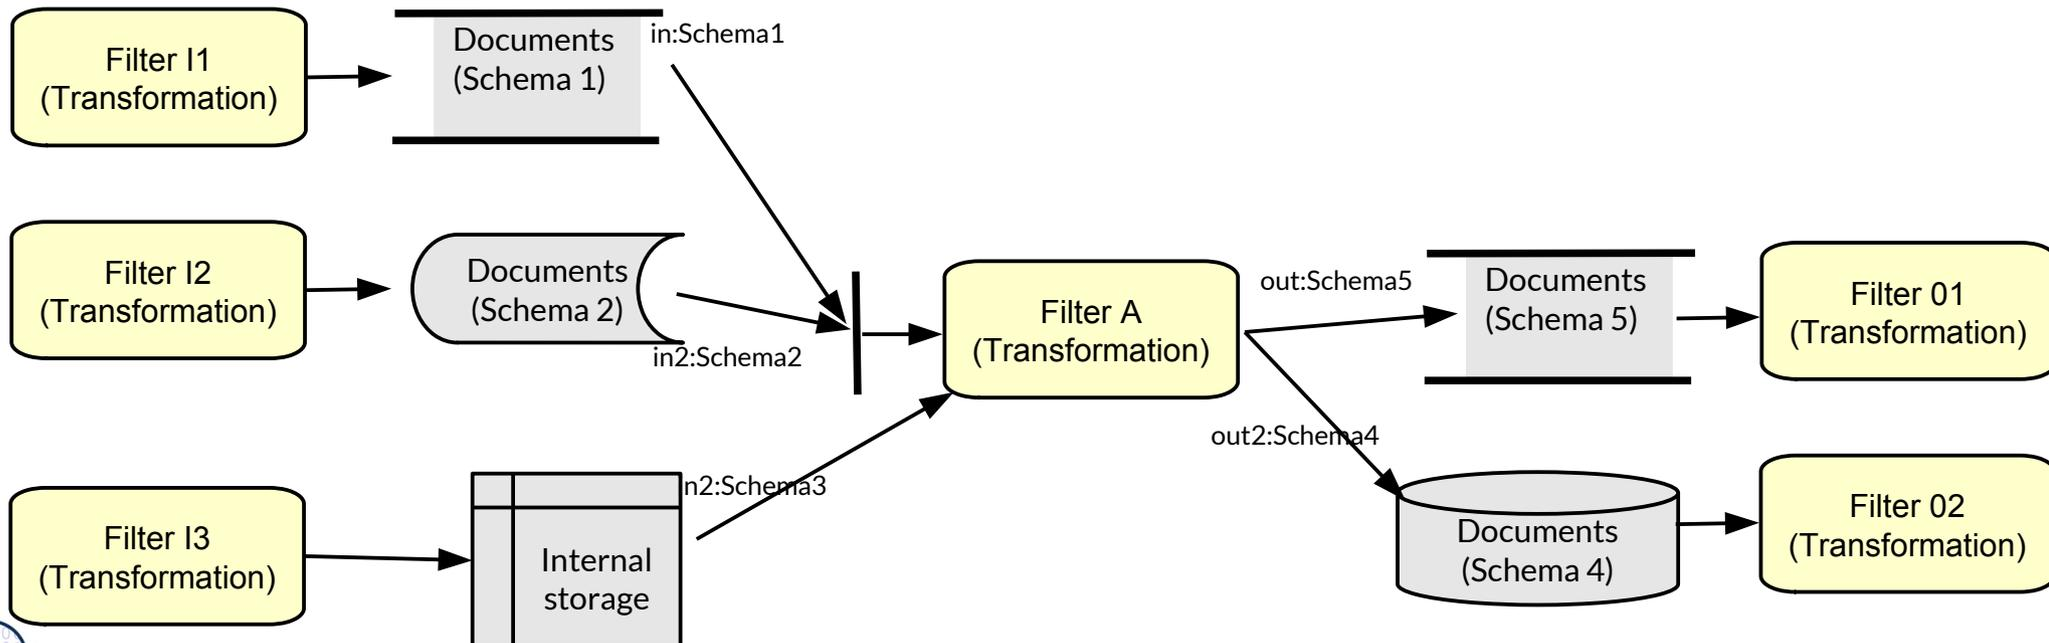 Filter I1
(Transformation)
Documents
(Schema 1)
in:Schema1
Filter I2
(Transformation)
Documents
(Schema 2)
in2:Schema2
Filter A
(Transformation)
out:Schema5
Documents
(Schema 5)
Filter 01
(Transformation)
out2:Schema4
Filter I3
(Transformation)
Internal
storage
n2:Schema3
Documents
(Schema 4)
Filter 02
(Transformation)